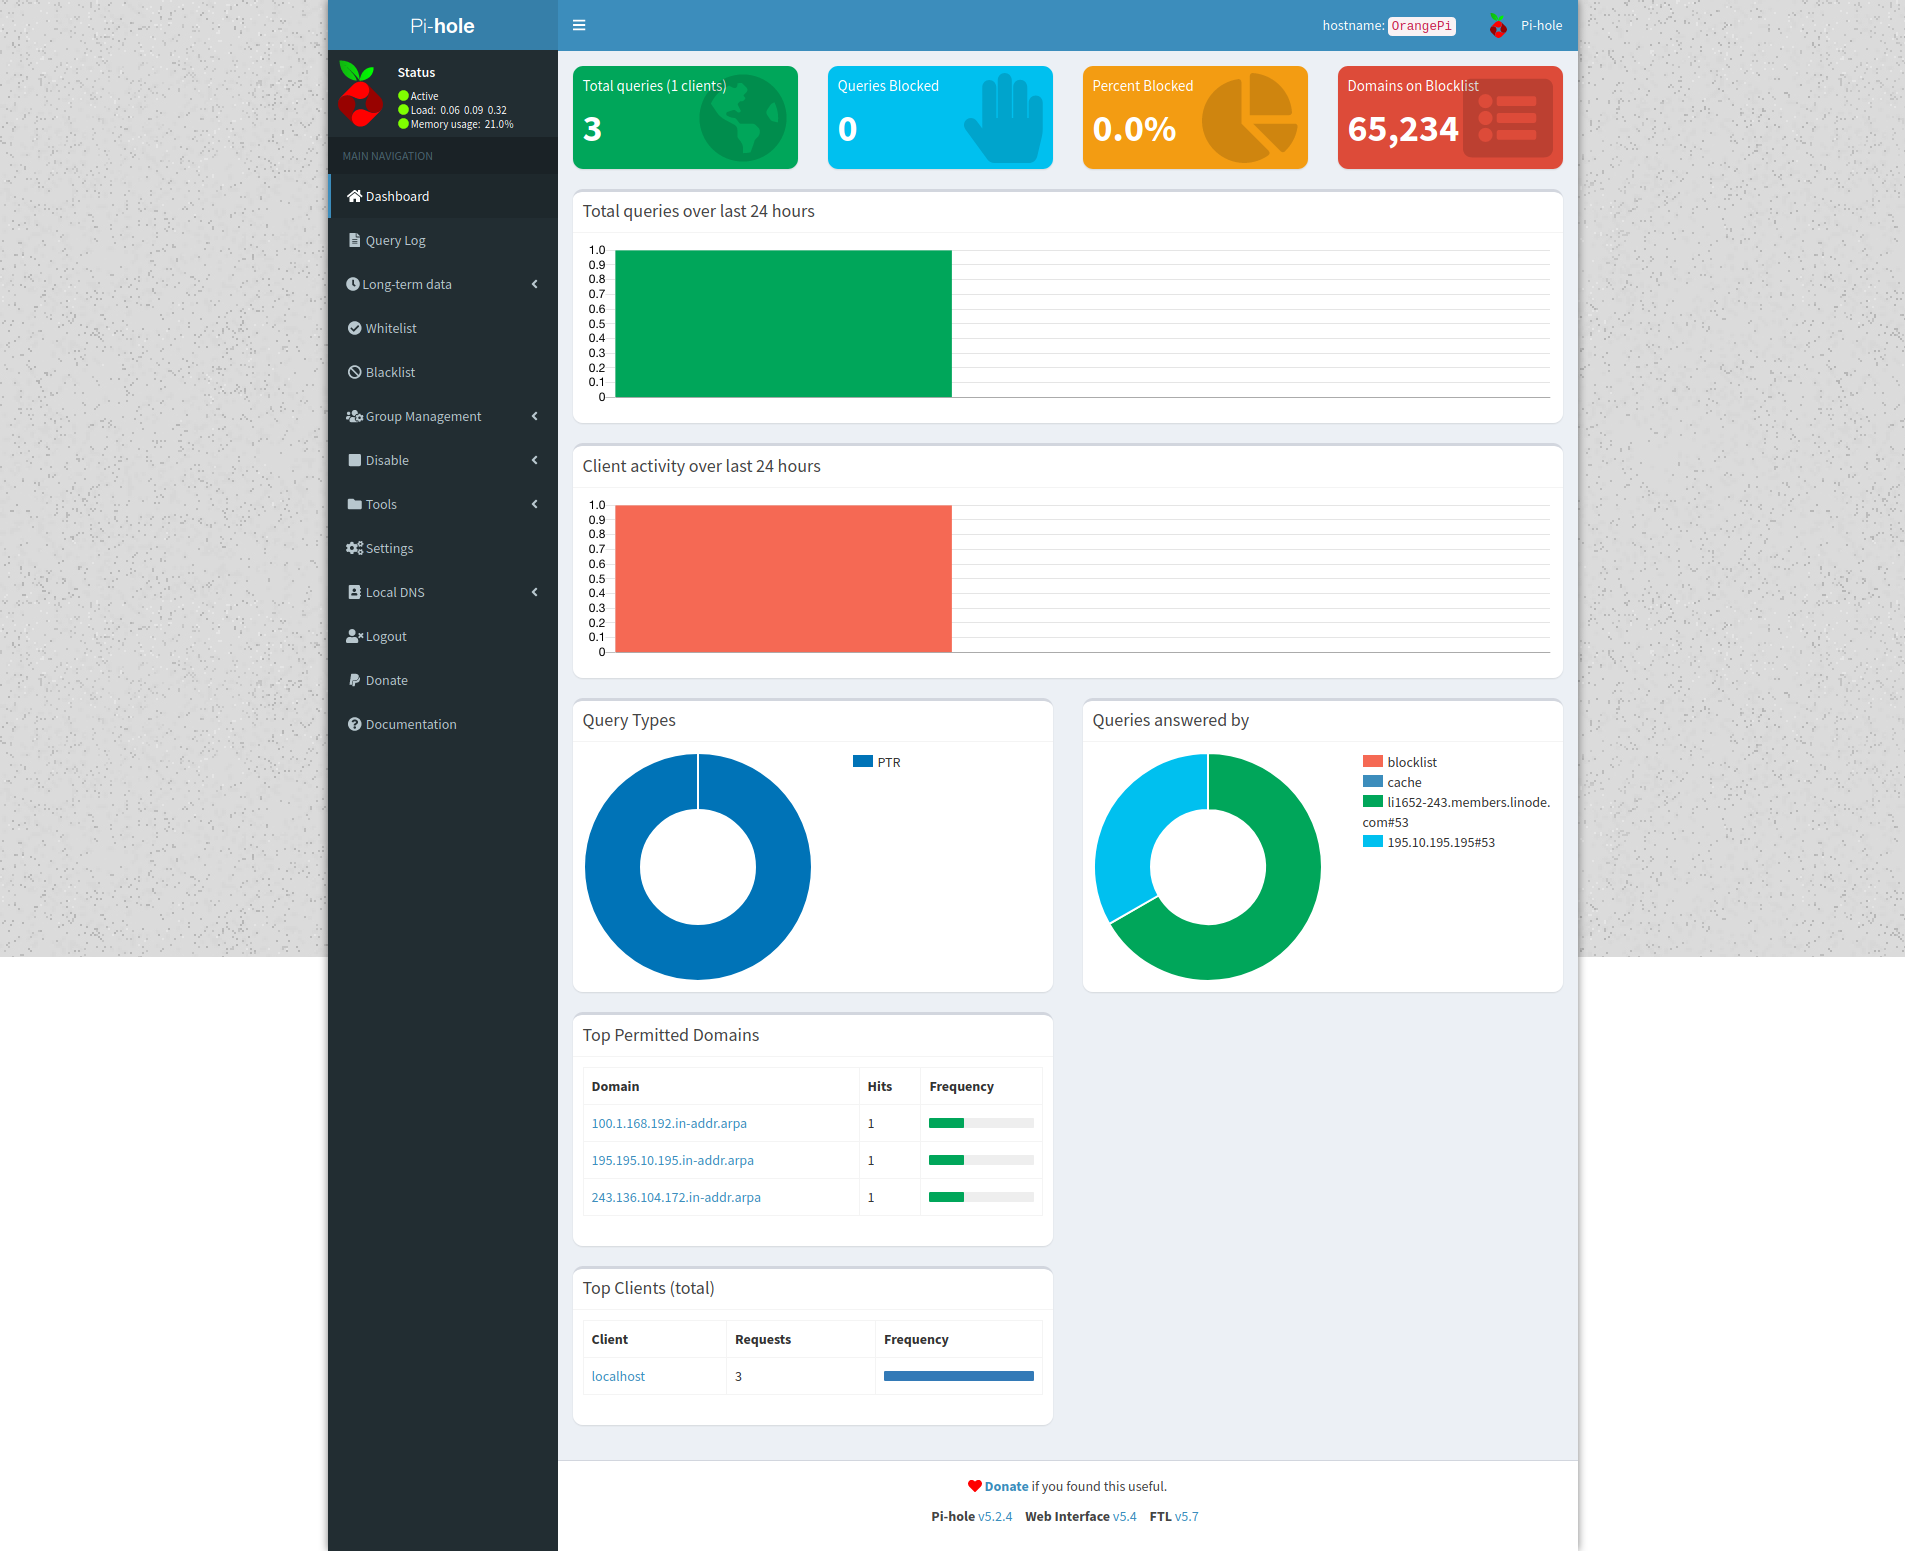 Pi-hole
hostname: OrangePi
Pi-hole
Status
Active
Load: 0.06 0.09 0.32
Memory usage: 21.0%
MAIN NAVIGATION
Dashboard
Query Log
Long-term data
Whitelist
Blacklist
Group Management
Disable
Tools
Settings
Local DNS
Logout
Donate
Documentation
Total queries (1 clients)
3
Queries Blocked
0
Percent Blocked
0.0%
Domains on Blocklist
65,234
Total queries over last 24 hours
1.0
0.9
0.8
0.7
0.6
0.5
0.4
0.3
0.2
0.1
0
Client activity over last 24 hours
1.0
0.9
0.8
0.7
0.6
0.5
0.4
0.3
0.2
0.1
0
Query Types
PTR
Queries answered by
blocklist
cache
li1652-243.members.linode.
com#53
195.10.195.195#53
Top Permitted Domains
Domain Hits Frequency
100.1.168.192.in-addr.arpa 1
195.195.10.195.in-addr.arpa 1
243.136.104.172.in-addr.arpa 1
Top Clients (total)
Client Requests Frequency
localhost 3
Donate if you found this useful.
Pi-hole v5.2.4 Web Interface v5.4 FTL v5.7